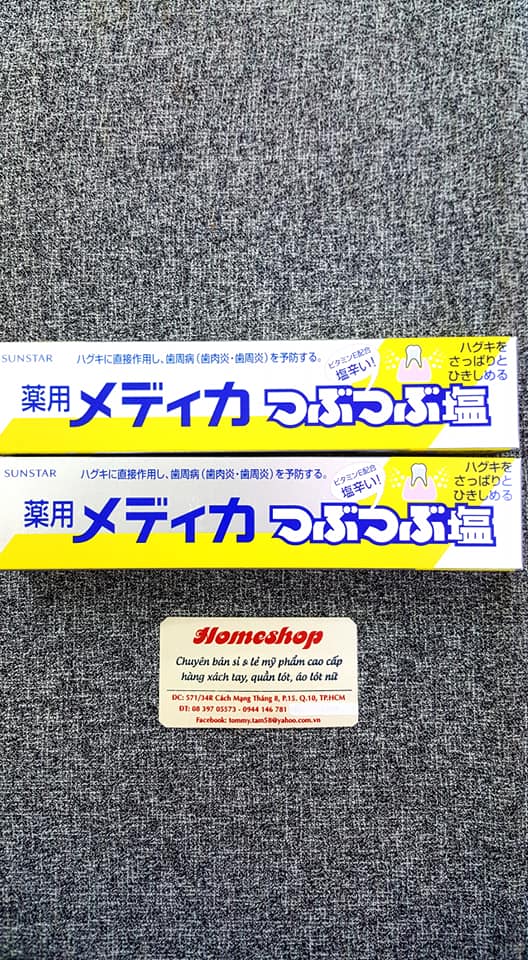 SUNSTAR
ハグキに直接作用し、歯周病(歯肉炎・歯周炎)を予防する。
ビタミンE配合
塩辛い!
ハグキを
さっぱりと
ひきしめる
薬用メディカ つぶつぶ塩
SUNSTAR
ハグキに直接作用し、歯周病(歯肉炎・歯周炎)を予防する。
ビタミンE配合
塩辛い!
ハグキを
さっぱりと
ひきしめる
薬用メディカ つぶつぶ塩
Homeshop
Chuyên bán sỉ & lẻ mỹ phẩm cao cấp
hàng xách tay, quần lót, áo lót nữ
ĐC: 571/34R Cách Mạng Tháng 8, P.15. Q.10, TP.HCM
ĐT: 08 397 05573 - 0944 146 781
Facebook: tommy.tam58@yahoo.com.vn